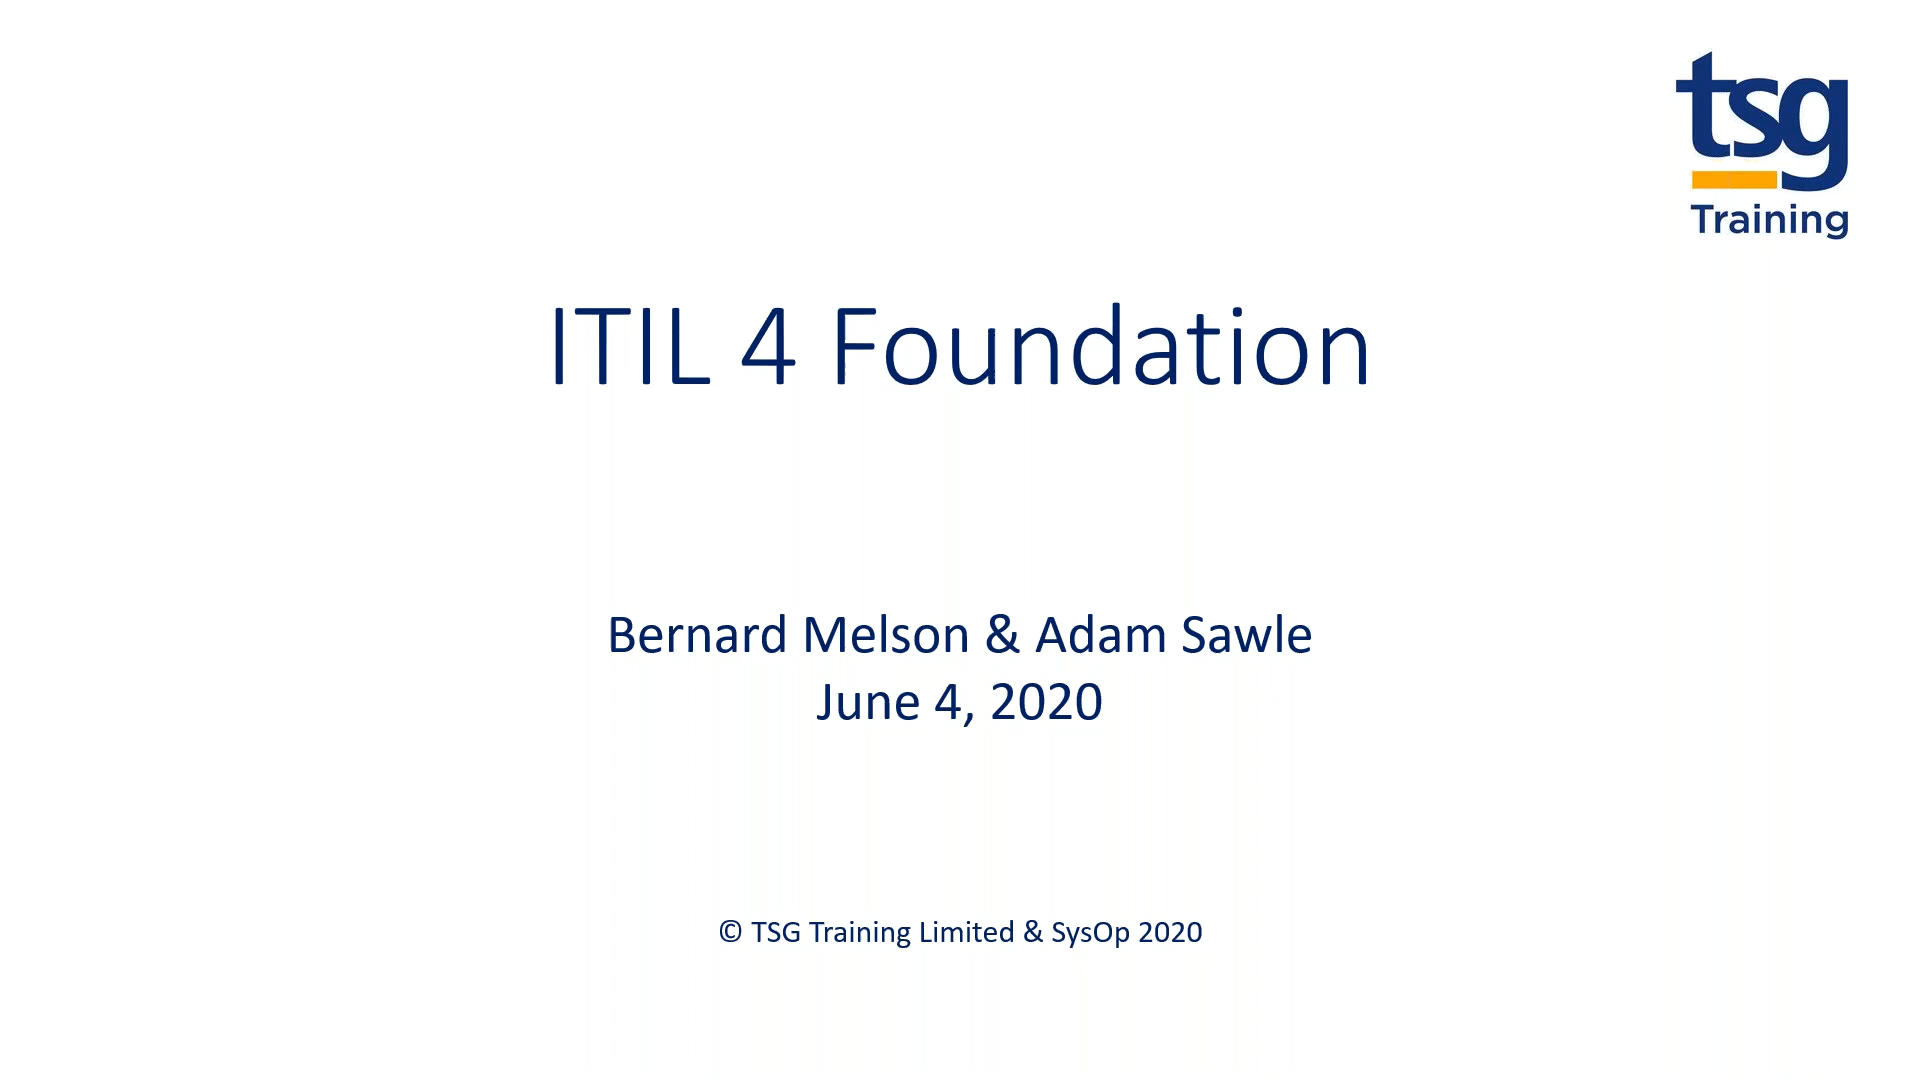 tsg
Training
ITIL 4 Foundation
Bernard Melson & Adam Sawle
June 4, 2020
© TSG Training Limited & SysOp 2020